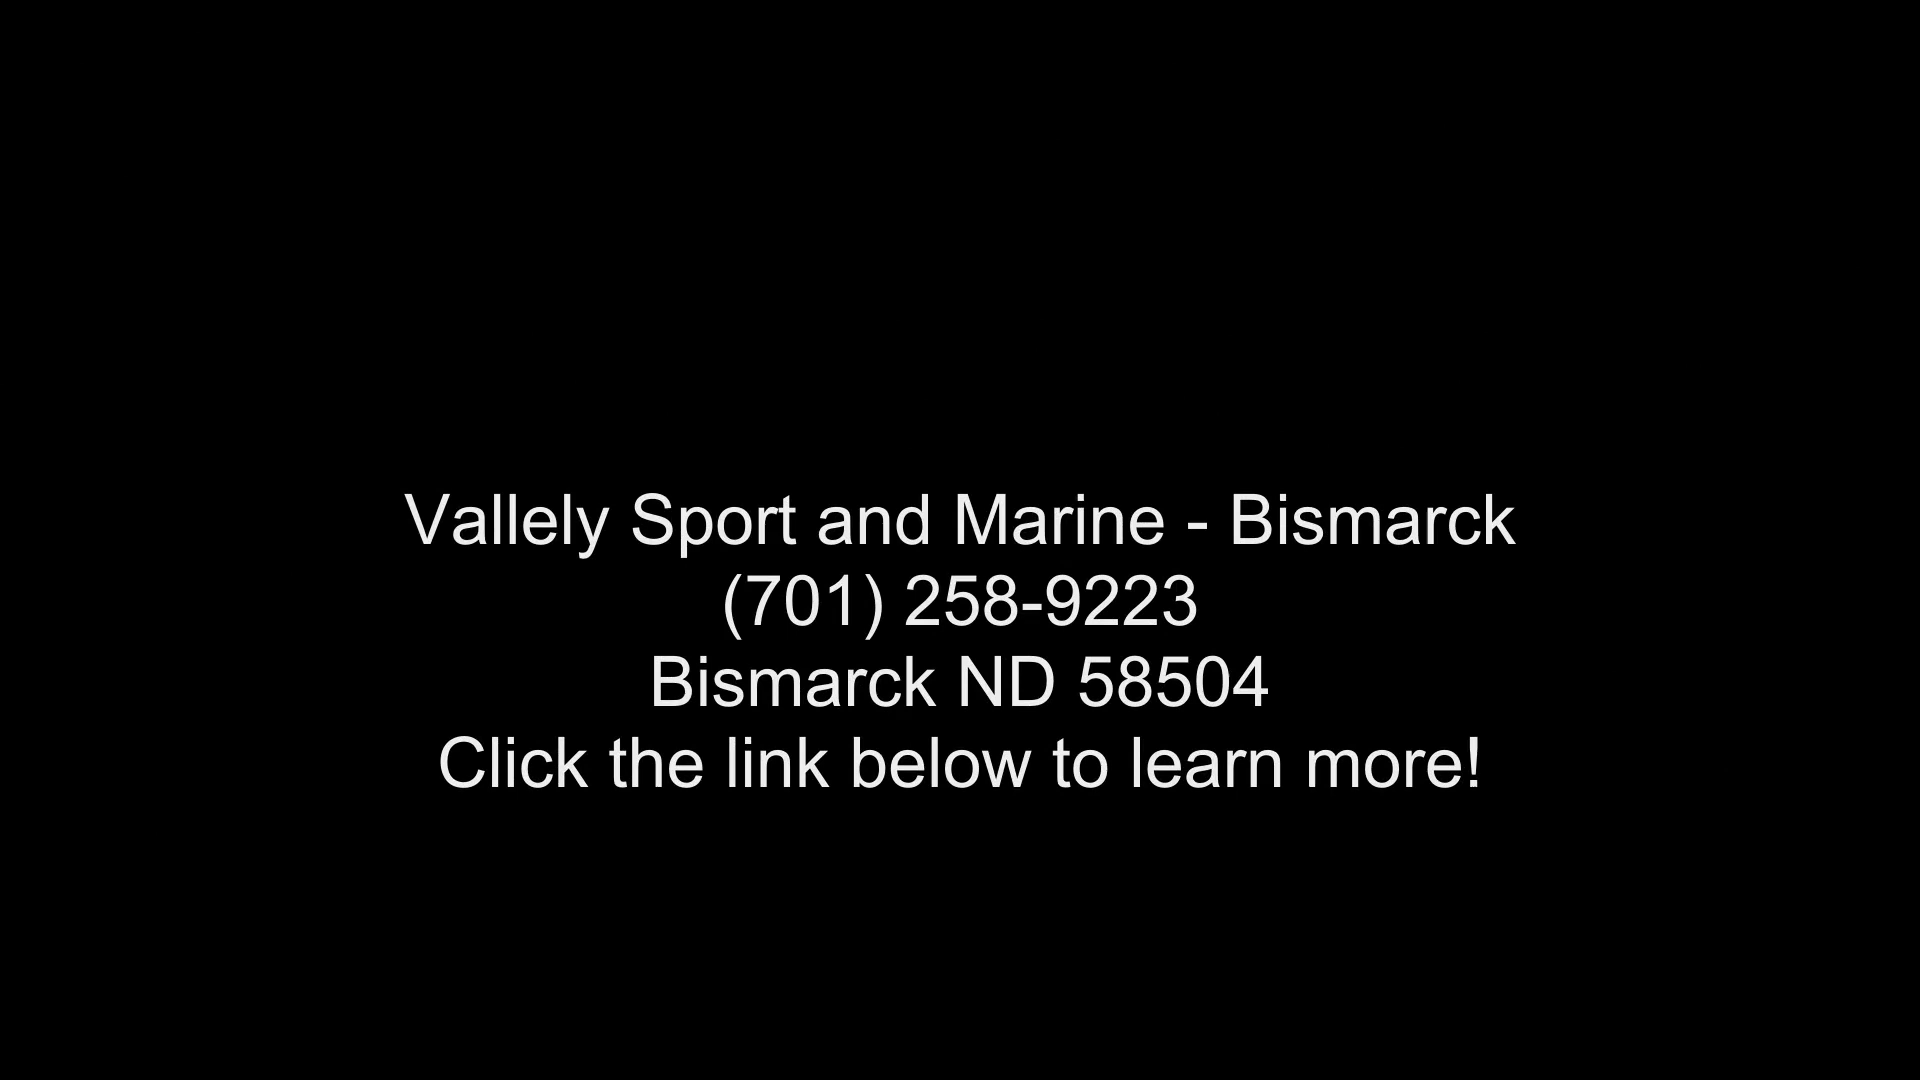 Vallely Sport and Marine - Bismarck
(701) 258-9223
Bismarck ND 58504
Click the link below to learn more!